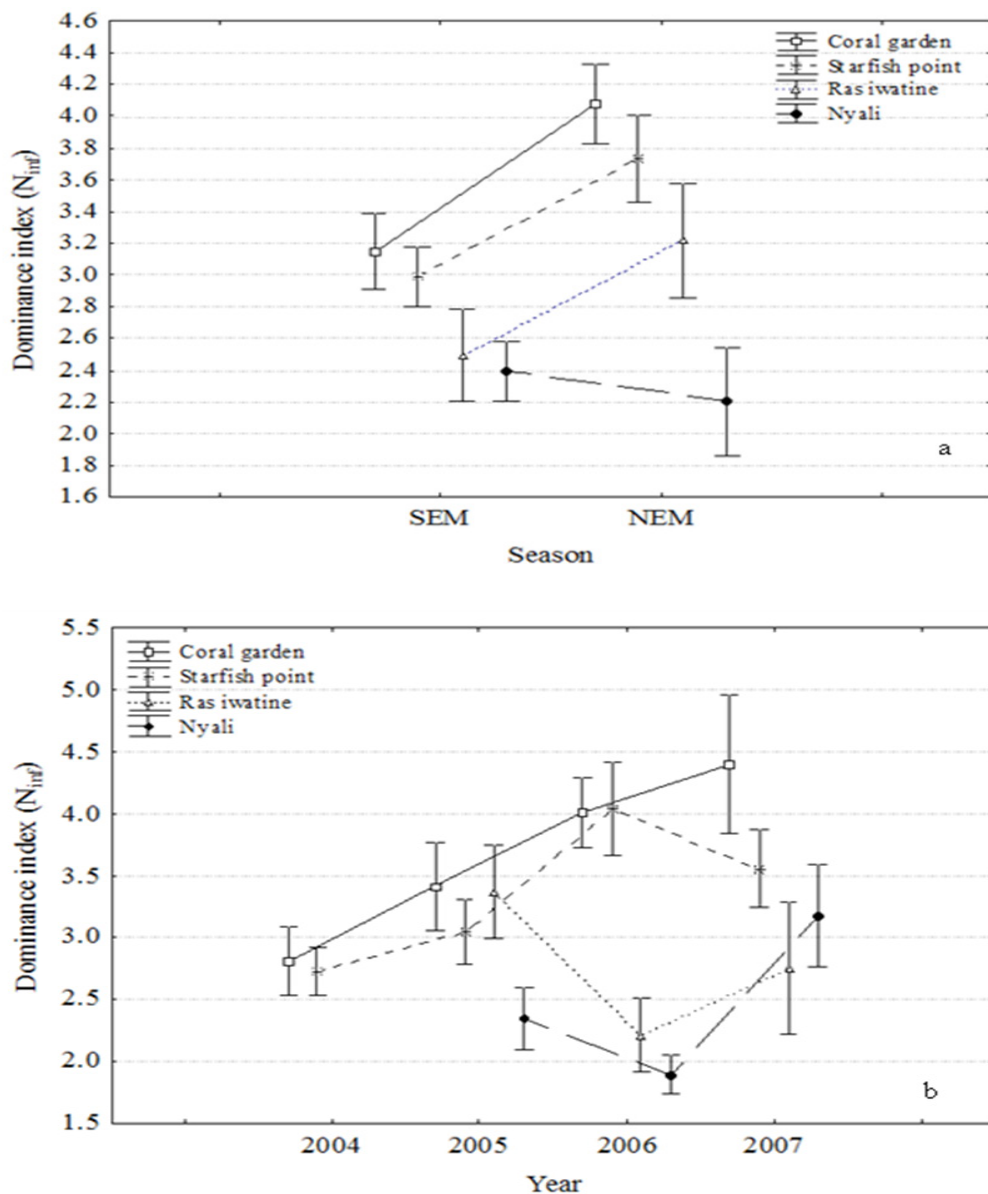 4.6
4.4
4.2
4.0
3.8
3.6
3.4
3.2
3.0
2.8
2.6
2.4
2.2
2.0
1.8
1.6
Dominance index (Ninf)
Coral garden
Starfish point
Ras iwatine
Nyali
a
SEM NEM
Season
5.5
5.0
4.5
4.0
3.5
3.0
2.5
2.0
1.5
Dominance index (Ninf)
Coral garden
Starfish point
Ras iwatine
Nyali
b
2004 2005 2006 2007
Year